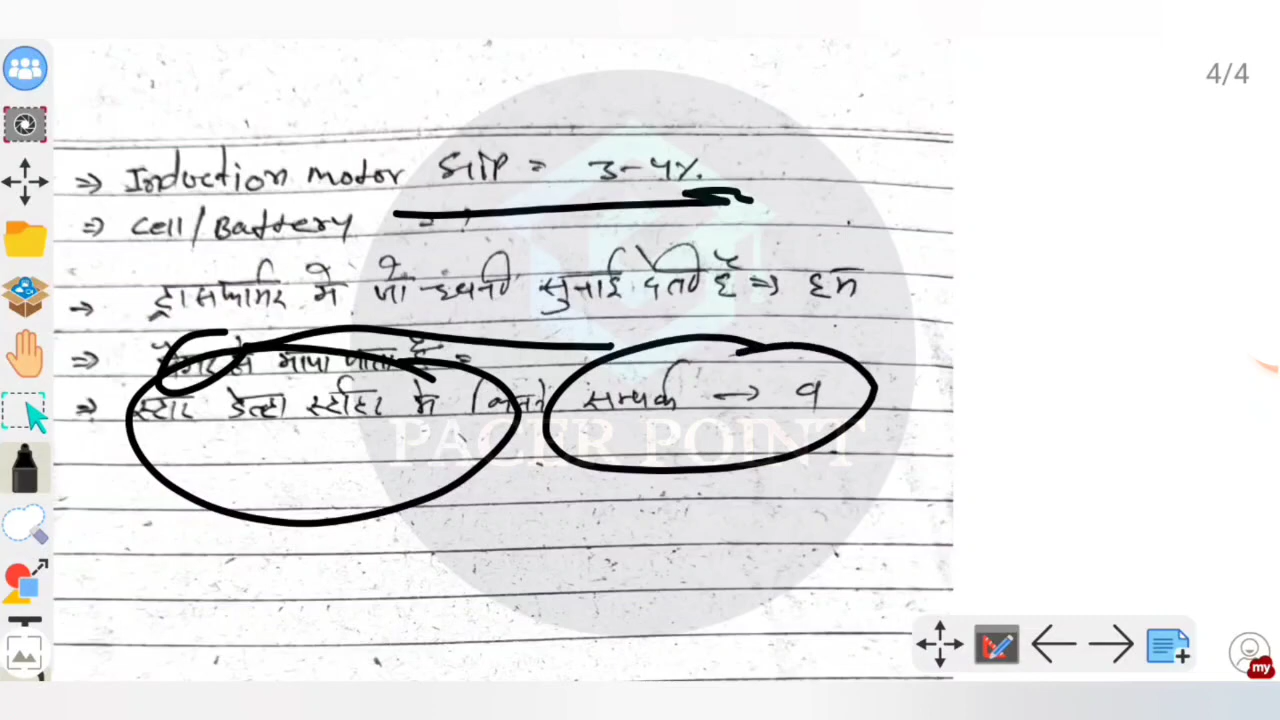 4/4
⇒ Induction motor Slip = 3-4%.
⇒ Cell/Battery
⇒ ट्रांसफार्मर में जो ध्वनी सुनाई देती है ⇒ हम
⇒ से मापा जाता है =
⇒ स्टार डेल्टा स्टार्टर में कितने सम्पर्क → 9
PACER POINT
my